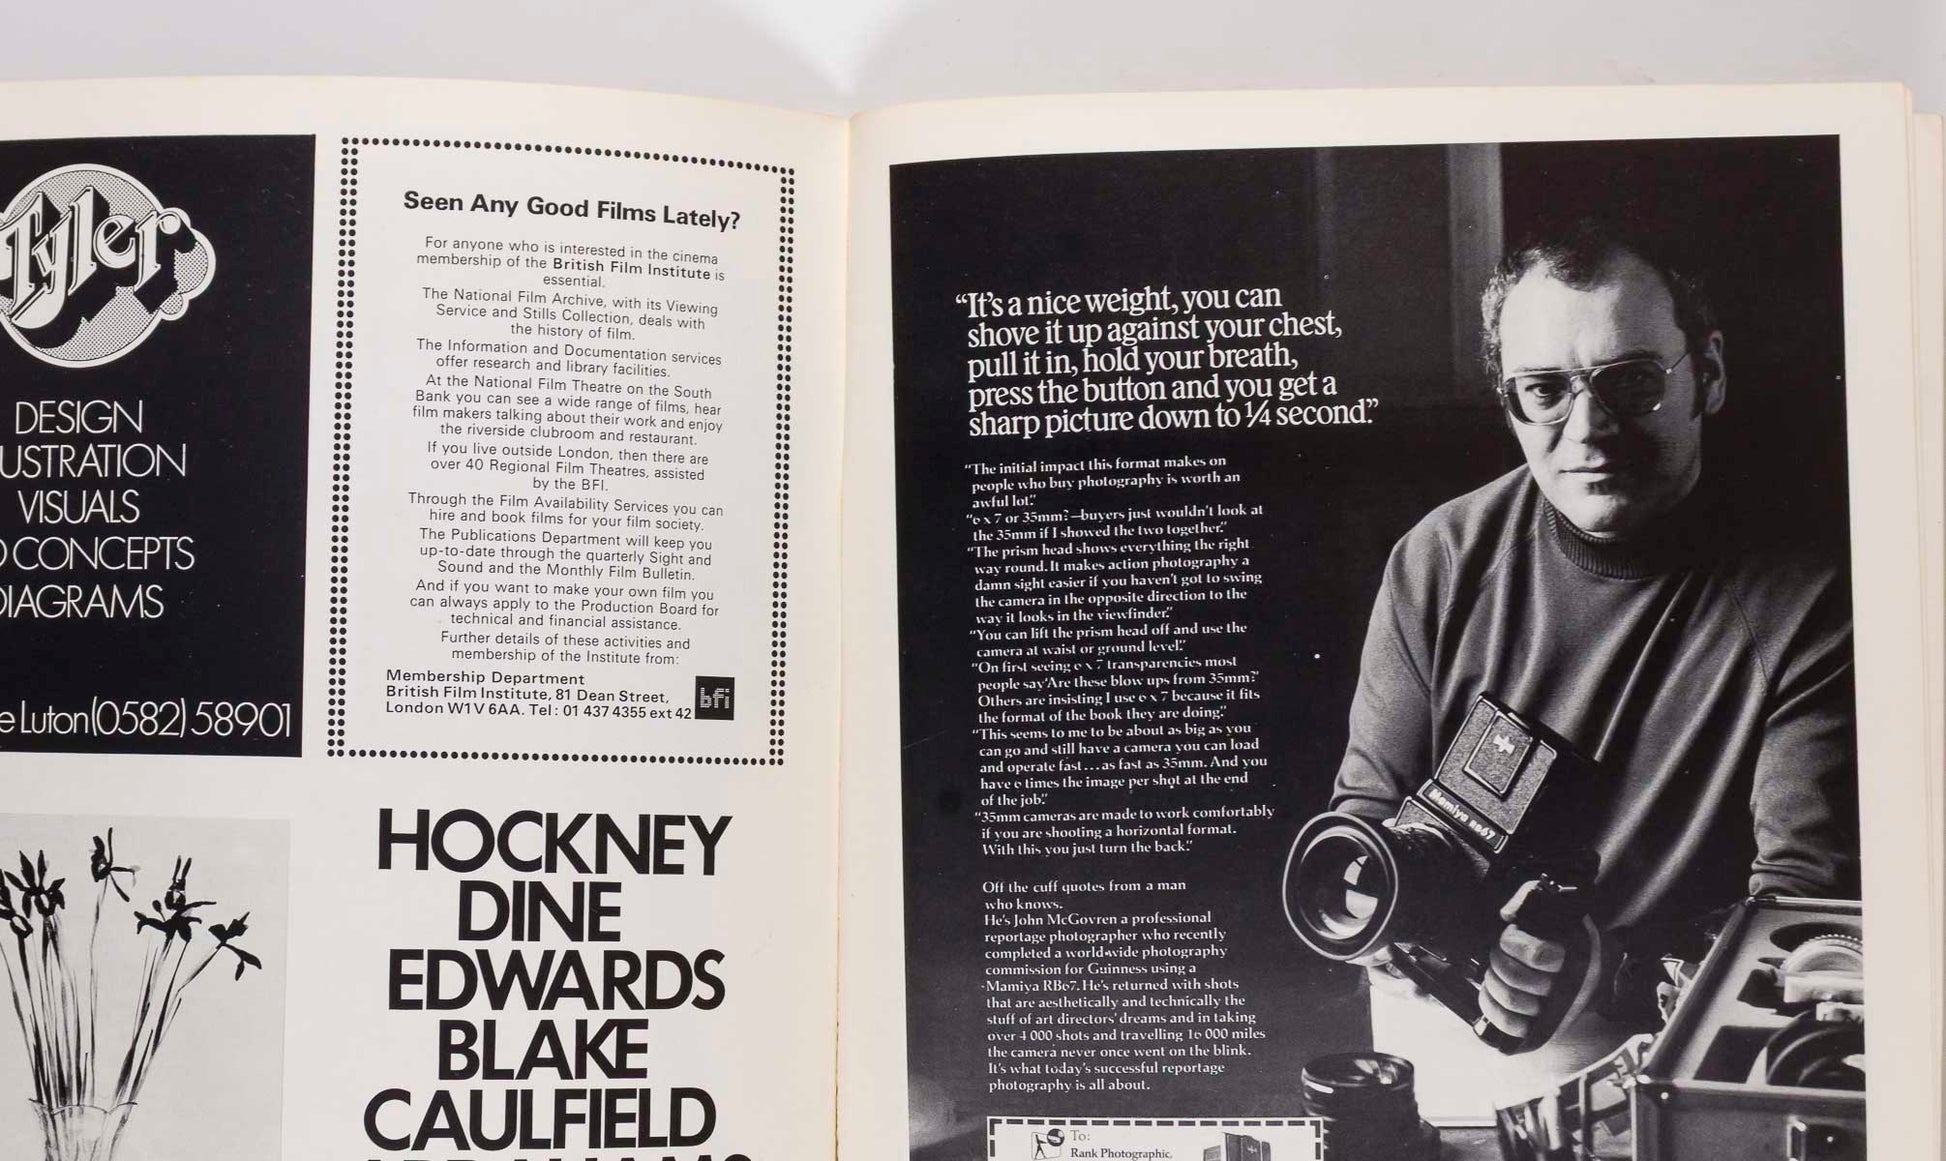 Tyler
DESIGN
USTRATION
VISUALS
CONCEPTS
DIAGRAMS
e Luton (0582) 58901
Seen Any Good Films Lately?
For anyone who is interested in the cinema
membership of the British Film Institute is
essential.
The National Film Archive, with its Viewing
Service and Stills Collection, deals with
the history of film.
The Information and Documentation services
offer research and library facilities.
At the National Film Theatre on the South
Bank you can see a wide range of films, hear
film makers talking about their work and enjoy
the riverside clubroom and restaurant.
If you live outside London, then there are
over 40 Regional Film Theatres, assisted
by the BFI.
Through the Film Availability Services you can
hire and book films for your film society.
The Publications Department will keep you
up-to-date through the quarterly Sight and
Sound and the Monthly Film Bulletin.
And if you want to make your own film you
can always apply to the Production Board for
technical and financial assistance.
Further details of these activities and
membership of the Institute from:
Membership Department
British Film Institute, 81 Dean Street,
London W1V 6AA. Tel: 01 437 4355 ext 42
bfi
HOCKNEY
DINE
EDWARDS
BLAKE
CAULFIELD
“It’s a nice weight, you can
shove it up against your chest,
pull it in, hold your breath,
press the button and you get a
sharp picture down to ¼ second.”
“The initial impact this format makes on
people who buy photography is worth an
awful lot.”
“6 x 7 or 35mm?—buyers just wouldn’t look at
the 35mm if I showed the two together.”
“The prism head shows everything the right
way round. It makes action photography a
damn sight easier if you haven’t got to swing
the camera in the opposite direction to the
way it looks in the viewfinder.”
“You can lift the prism head off and use the
camera at waist or ground level.”
“On first seeing 6 x 7 transparencies most
people say ‘Are these blow ups from 35mm?’
Others are insisting I use 6 x 7 because it fits
the format of the book they are doing.”
“This seems to me to be about as big as you
can go and still have a camera you can load
and operate fast...as fast as 35mm. And you
have 6 times the image per shot at the end
of the job.”
“35mm cameras are made to work comfortably
if you are shooting a horizontal format.
With this you just turn the back.”
Off the cuff quotes from a man
who knows.
He’s John McGovren a professional
reportage photographer who recently
completed a world-wide photography
commission for Guinness using a
Mamiya RB67. He’s returned with shots
that are aesthetically and technically the
stuff of art directors’ dreams and in taking
over 4 000 shots and travelling 16 000 miles
the camera never once went on the blink.
It’s what today’s successful reportage
photography is all about.
Mamiya RB67
To:
Rank Photographic,